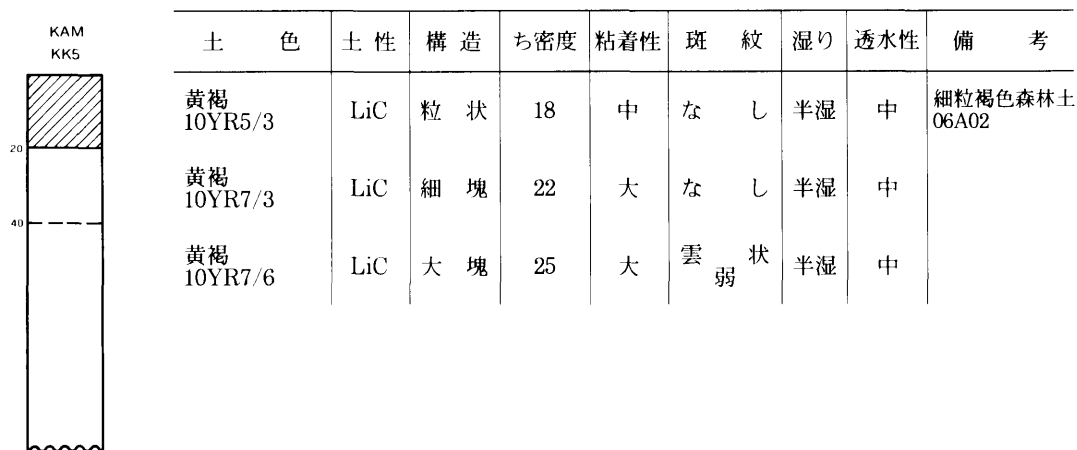 KAM
KK5
20
40
土 色 土 性 構 造 ち密度 粘着性 斑 紋 湿り 透水性 備 考
黄褐 10YR5/3 LiC 粒 状 18 中 な し 半湿 中 細粒褐色森林土 06A02
黄褐 10YR7/3 LiC 細 塊 22 大 な し 半湿 中
黄褐 10YR7/6 LiC 大 塊 25 大 雲 状 弱 半湿 中